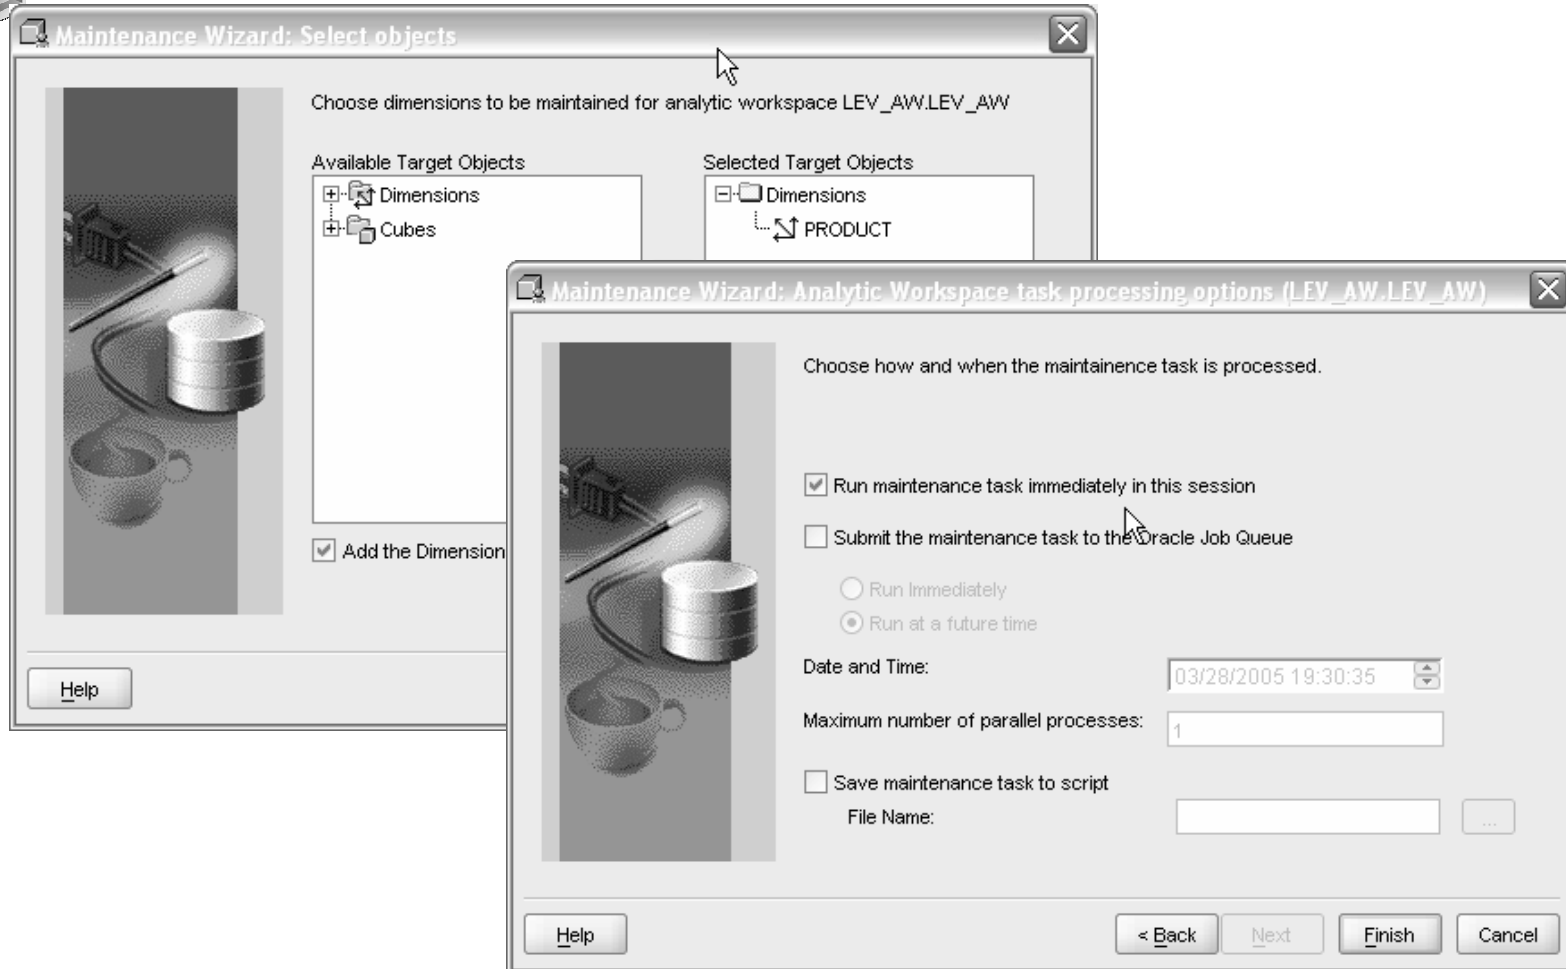 Maintenance Wizard: Select objects
Choose dimensions to be maintained for analytic workspace LEV_AW.LEV_AW
Available Target Objects
Selected Target Objects
Dimensions
Cubes
Dimensions
PRODUCT
Add the Dimension
Help
Maintenance Wizard: Analytic Workspace task processing options (LEV_AW.LEV_AW)
Choose how and when the maintainence task is processed.
Run maintenance task immediately in this session
Submit the maintenance task to the Oracle Job Queue
Run Immediately
Run at a future time
Date and Time:
03/28/2005 19:30:35
Maximum number of parallel processes:
1
Save maintenance task to script
File Name:
...
Help
< Back
Next
Finish
Cancel